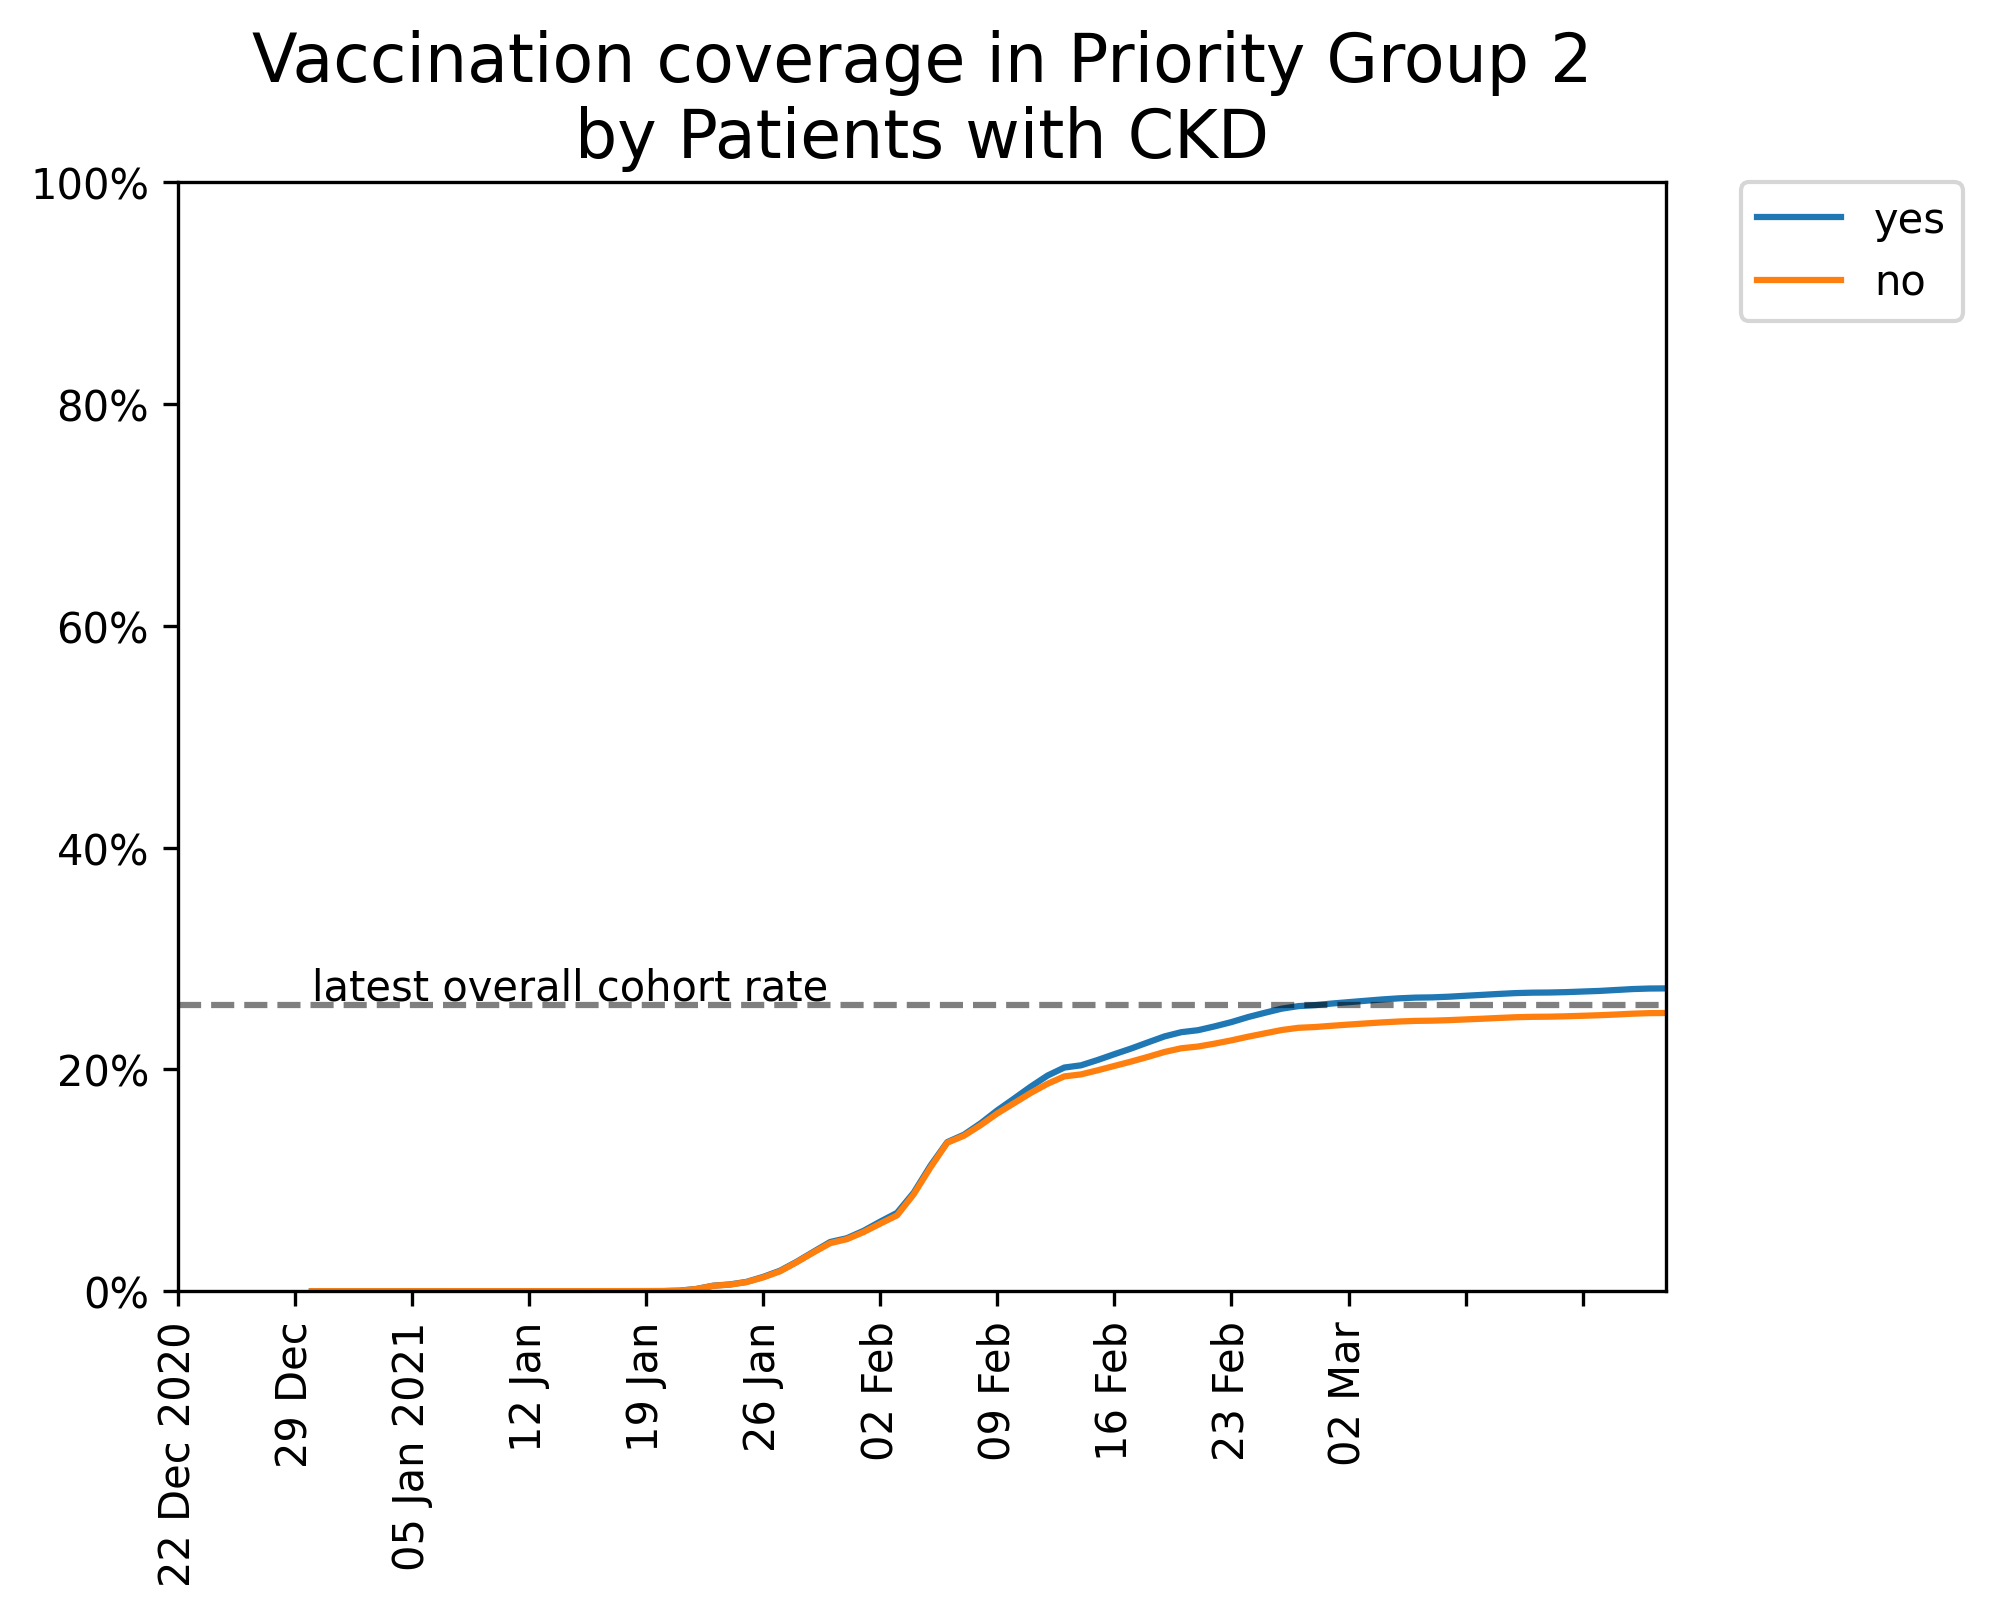 Vaccination coverage in Priority Group 2
by Patients with CKD
100%
80%
60%
40%
20%
0%
latest overall cohort rate
yes
no
22 Dec 2020
29 Dec
05 Jan 2021
12 Jan
19 Jan
26 Jan
02 Feb
09 Feb
16 Feb
23 Feb
02 Mar